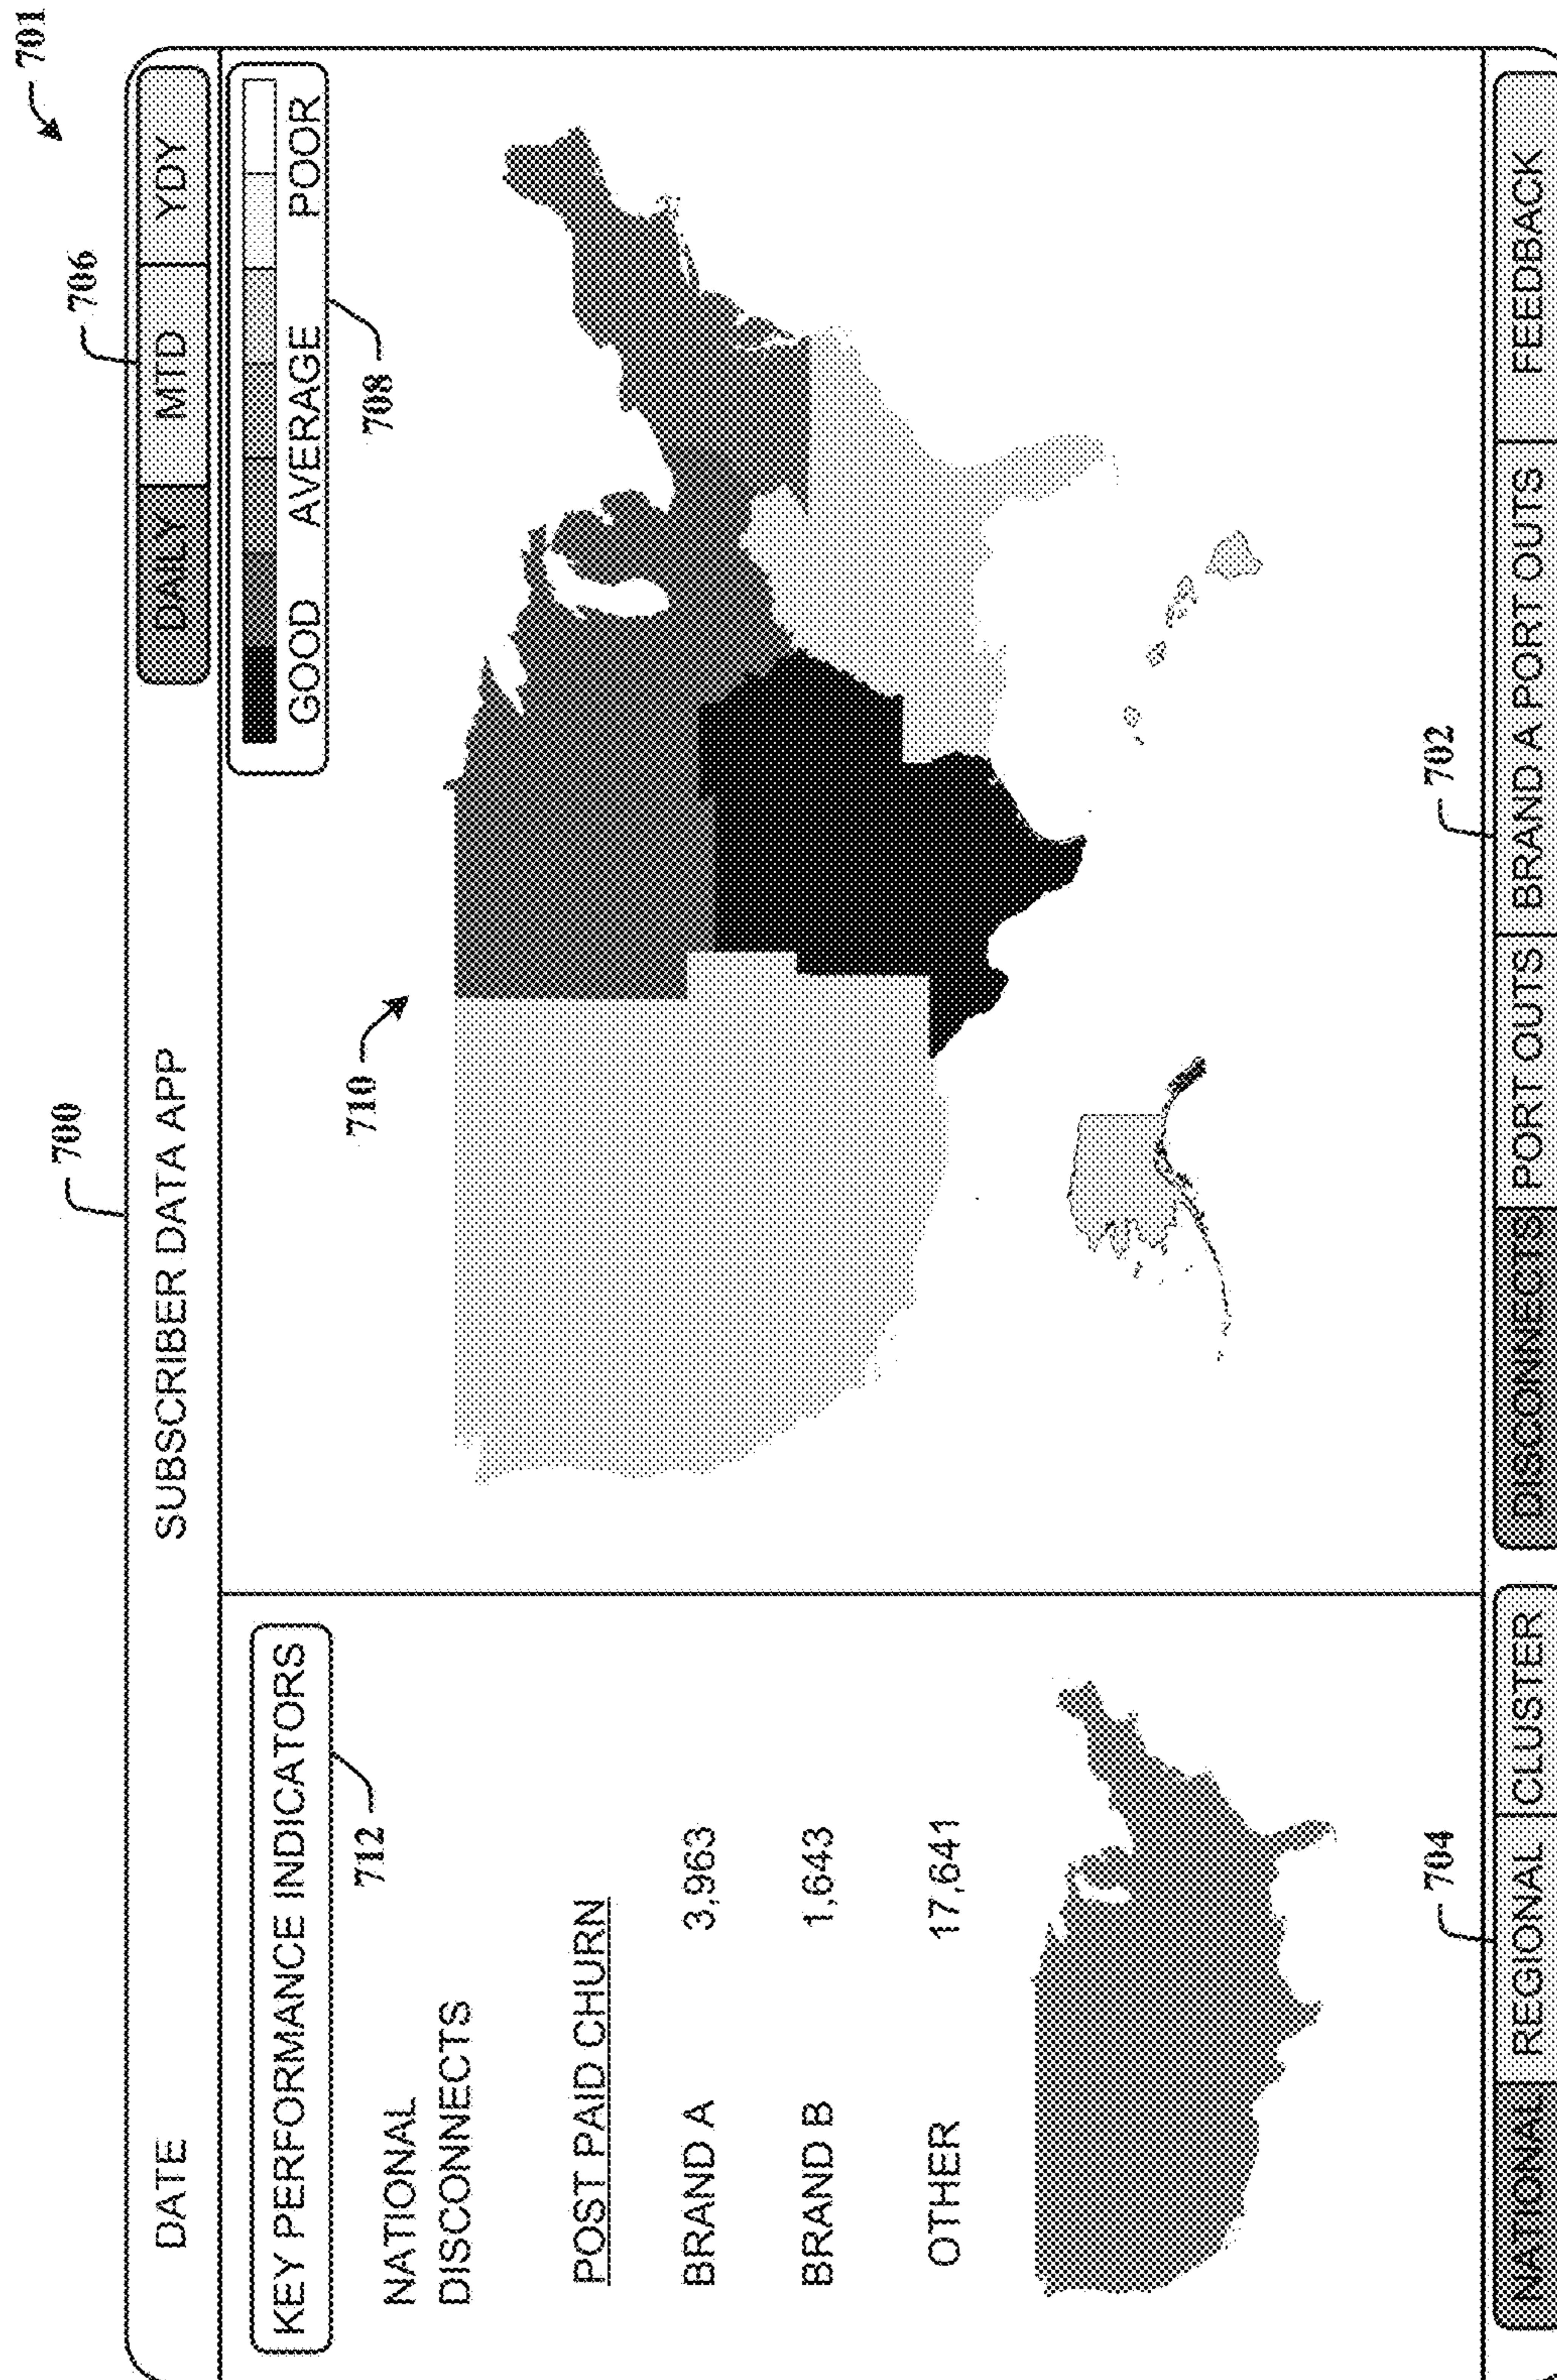 701
700
706
DATE
SUBSCRIBER DATA APP
DAILY
MTD
YDY
KEY PERFORMANCE INDICATORS
712
NATIONAL
DISCONNECTS
POST PAID CHURN
BRAND A 3,963
BRAND B 1,643
OTHER 17,641
GOOD AVERAGE POOR
708
710
704
702
NATIONAL
REGIONAL
CLUSTER
DISCONNECTS
PORT OUTS
BRAND A PORT OUTS
FEEDBACK